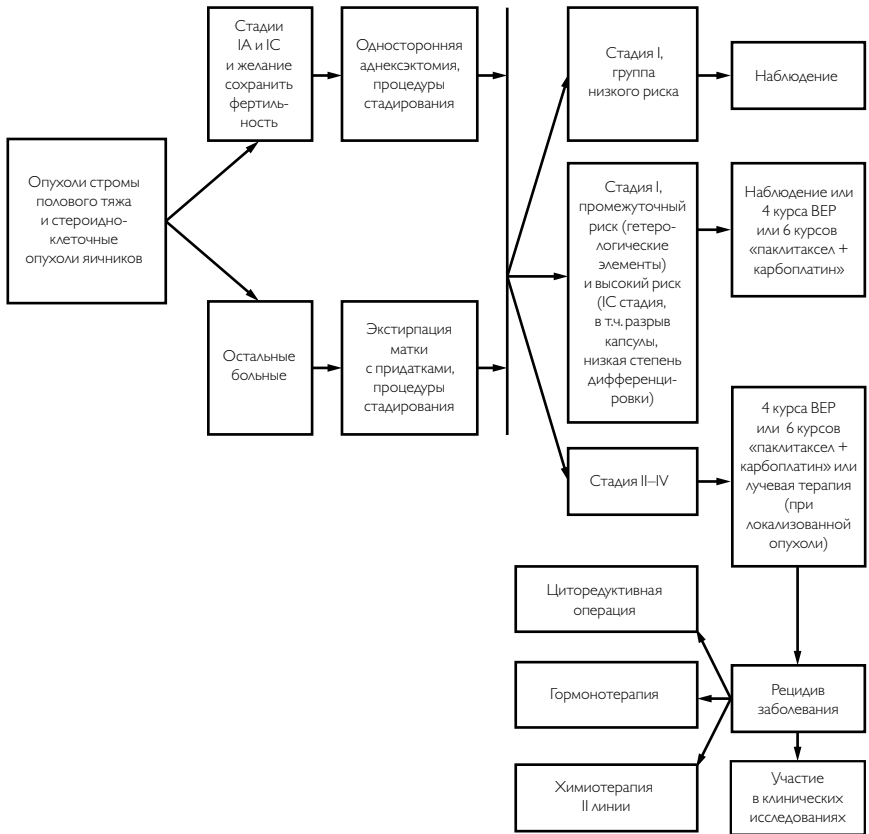 Стадии
IA и IC
и желание
сохранить
фертиль-
ность
Односторонняя
аднексэктомия,
процедуры
стадирования
Стадия I,
группа
низкого риска
Наблюдение
Опухоли стромы
полового тяжа
и стероидно-
клеточные
опухоли яичников
Стадия I,
промежуточный
риск (гетеро-
логические
элементы)
и высокий риск
(IC стадия,
в т.ч. разрыв
капсулы,
низкая степень
дифференци-
ровки)
Наблюдение или
4 курса BEP
или 6 курсов
«паклитаксел +
карбоплатин»
Остальные
больные
Экстирпация
матки
с придатками,
процедуры
стадирования
Стадия II–IV
4 курса BEP
или 6 курсов
«паклитаксел +
карбоплатин» или
лучевая терапия
(при
локализованной
опухоли)
Циторедуктивная
операция
Гормонотерапия
Рецидив
заболевания
Химиотерапия
II линии
Участие
в клинических
исследованиях